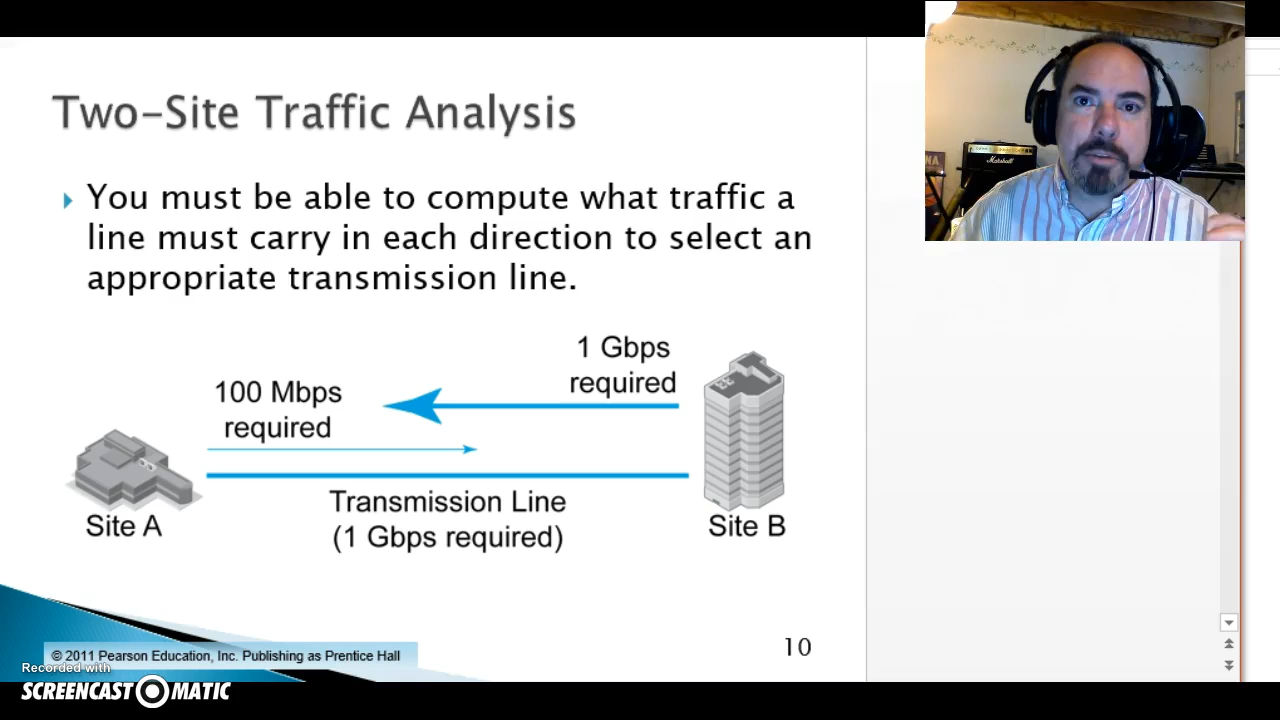 Two-Site Traffic Analysis
You must be able to compute what traffic a
line must carry in each direction to select an
appropriate transmission line.
1 Gbps
required
100 Mbps
required
Transmission Line
(1 Gbps required)
Site A
Site B
© 2011 Pearson Education, Inc. Publishing as Prentice Hall
10
Recorded with
SCREENCAST-O-MATIC
Marshall